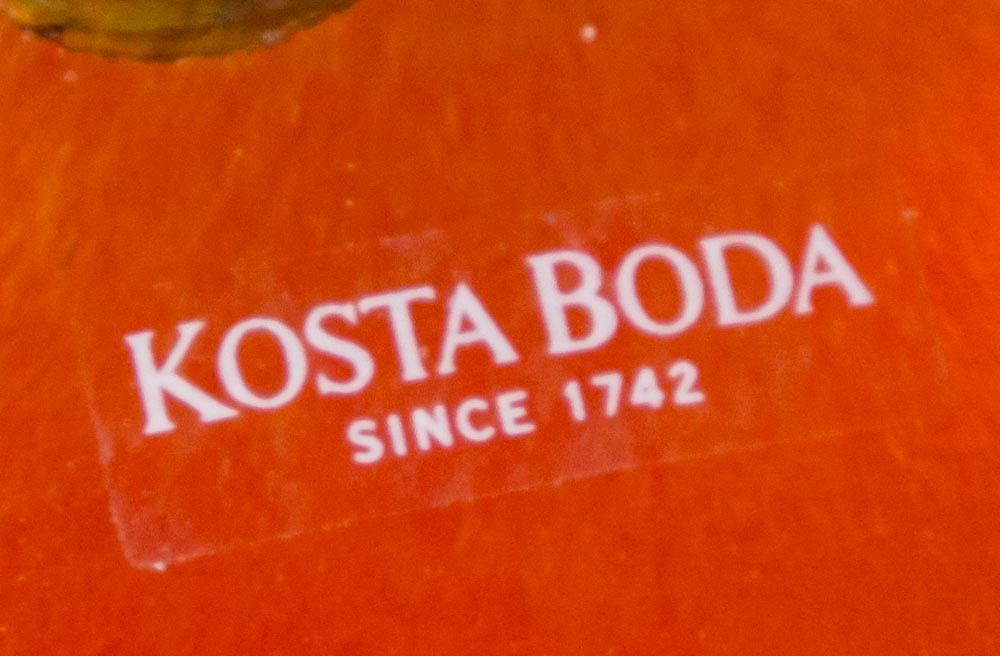 KOSTA BODA
SINCE 1742